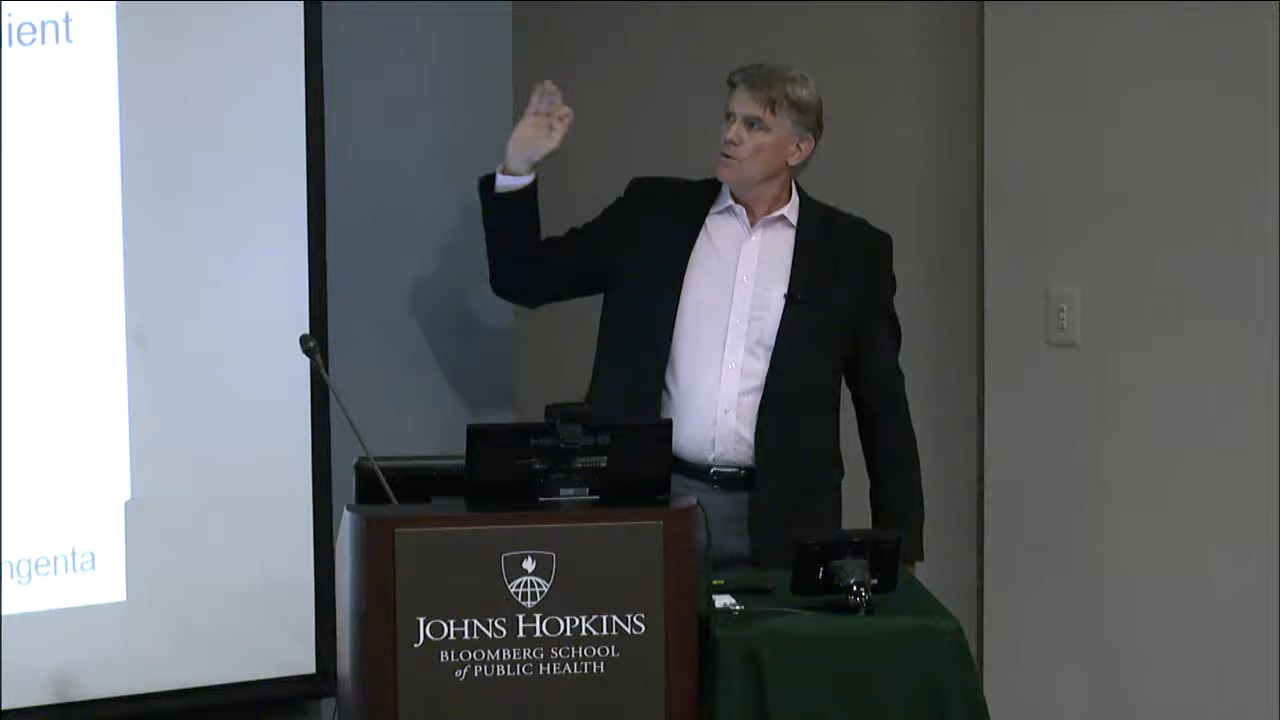 ient
ngenta
JOHNS HOPKINS
BLOOMBERG SCHOOL
of PUBLIC HEALTH